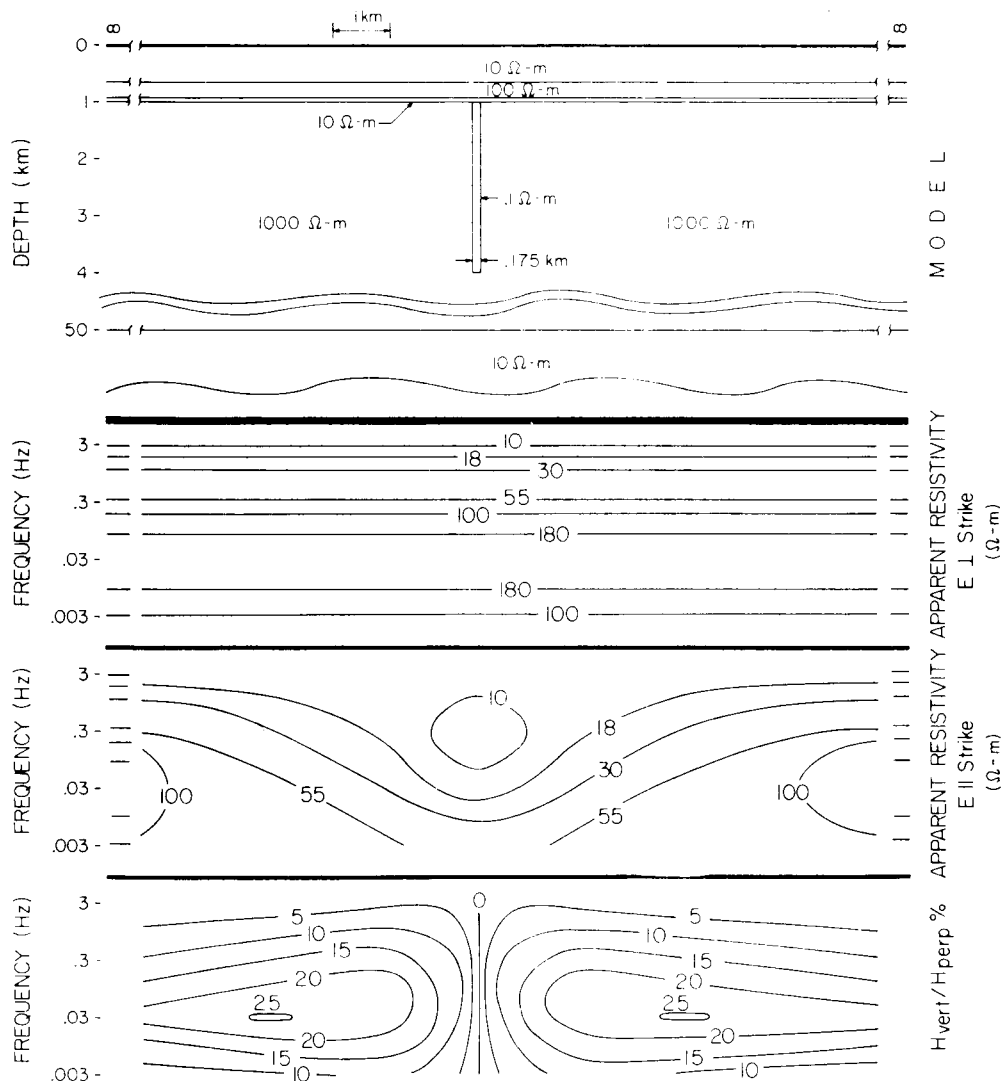 ∞ 1 km ∞
0 -
10 Ω-m
100 Ω-m
1 -
10 Ω-m
2 -
.1 Ω-m
3 -
1000 Ω-m 1000 Ω-m
.175 km
4 -
50 -
10 Ω-m
DEPTH (km)
MODEL
3 - 10
18
30
.3 - 55
100
180
.03 -
180
.003 - 100
FREQUENCY (Hz)
APPARENT RESISTIVITY
E ⊥ Strike
(Ω-m)
3 -
10
18
.3 -
30
.03 - 100 55 55 100
.003 -
FREQUENCY (Hz)
APPARENT RESISTIVITY
E || Strike
(Ω-m)
3 - 0
5 5
10 10
.3 - 15 15
20 20
25 25
.03 -
20 20
15 15
.003 - 10 10
FREQUENCY (Hz)
Hvert/Hperp %